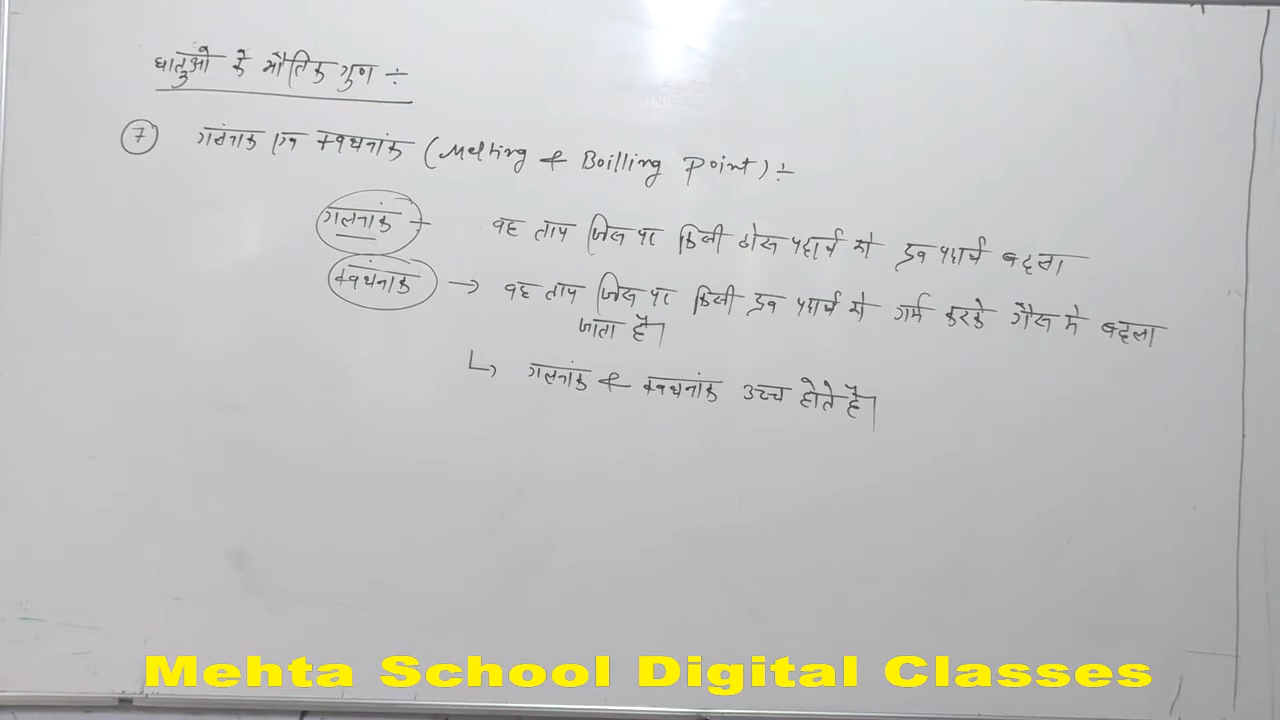 धातुओ के भौतिक गुण ÷
7 गलनांक एव क्वथनांक (Melting & Boilling Point) ÷
गलनांक - वह ताप जिस पर किसी ठोस पदार्थ को द्रव पदार्थ बदला
क्वथनांक → वह ताप जिस पर किसी द्रव पदार्थ को गर्म करके गैस मे बदला
जाता है।
↳ गलनांक & क्वथनांक उच्च होते है।
Mehta School Digital Classes